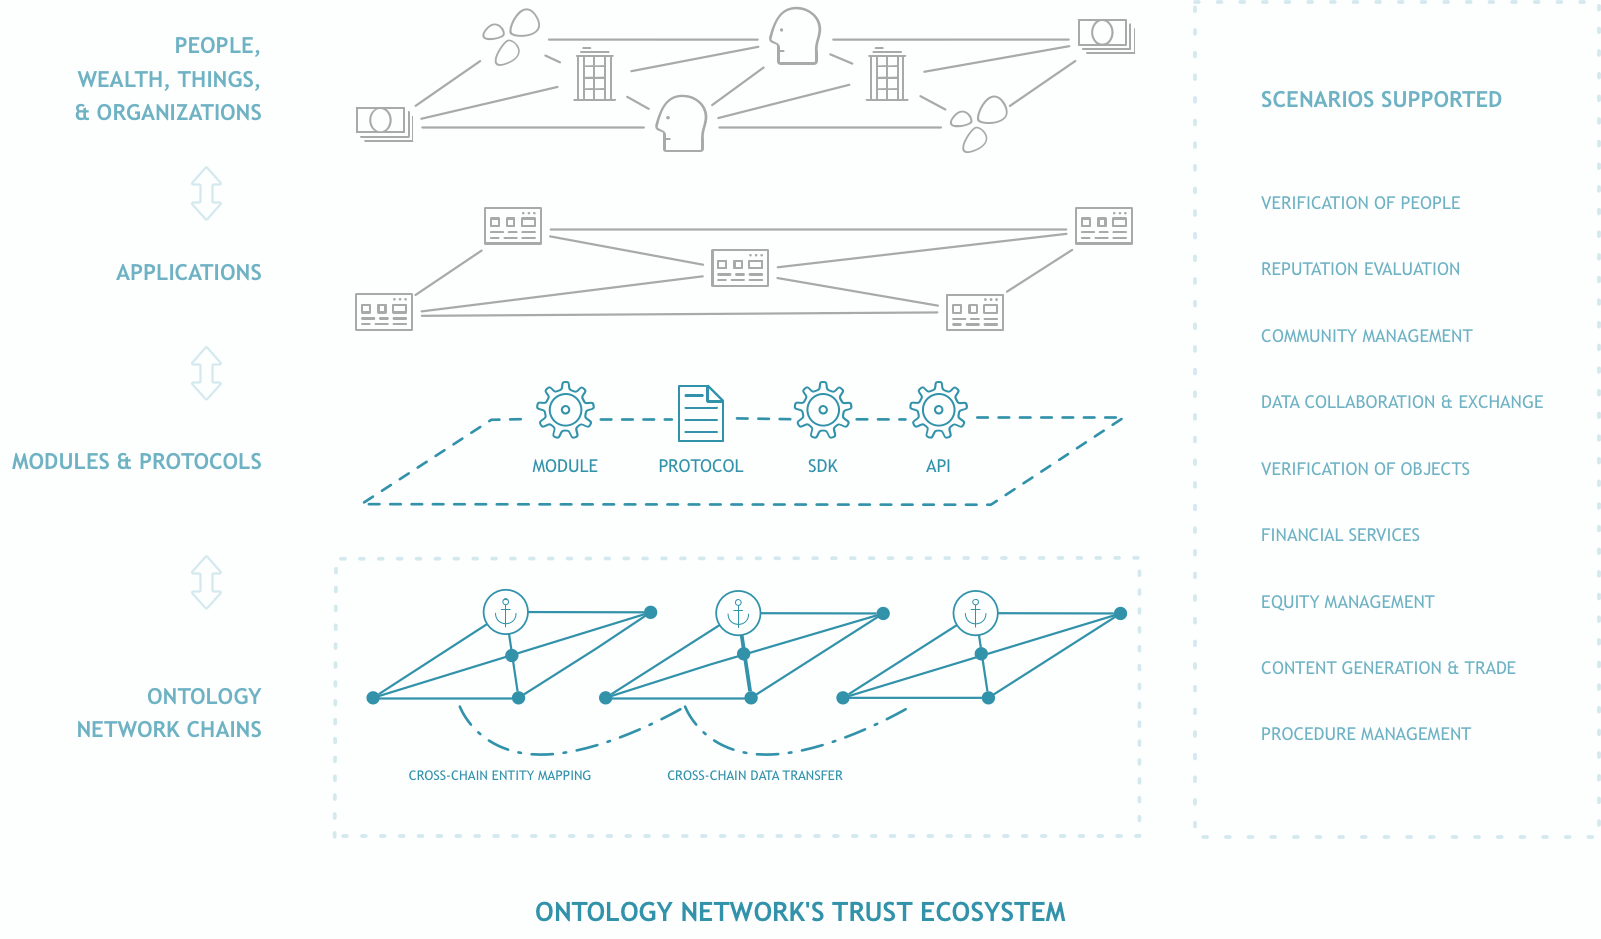 PEOPLE,
WEALTH, THINGS,
& ORGANIZATIONS
APPLICATIONS
MODULES & PROTOCOLS
MODULE
PROTOCOL
SDK
API
ONTOLOGY
NETWORK CHAINS
CROSS-CHAIN ENTITY MAPPING
CROSS-CHAIN DATA TRANSFER
SCENARIOS SUPPORTED
VERIFICATION OF PEOPLE
REPUTATION EVALUATION
COMMUNITY MANAGEMENT
DATA COLLABORATION & EXCHANGE
VERIFICATION OF OBJECTS
FINANCIAL SERVICES
EQUITY MANAGEMENT
CONTENT GENERATION & TRADE
PROCEDURE MANAGEMENT
ONTOLOGY NETWORK'S TRUST ECOSYSTEM